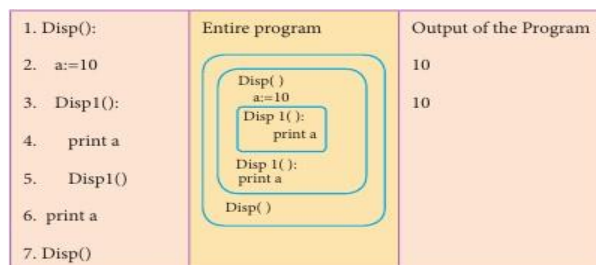 1. Disp():
2. a:=10
3. Disp1():
4. print a
5. Disp1()
6. print a
7. Disp()
Entire program
Disp( )
a:=10
Disp 1( ):
print a
Disp 1( ):
print a
Disp( )
Output of the Program
10
10